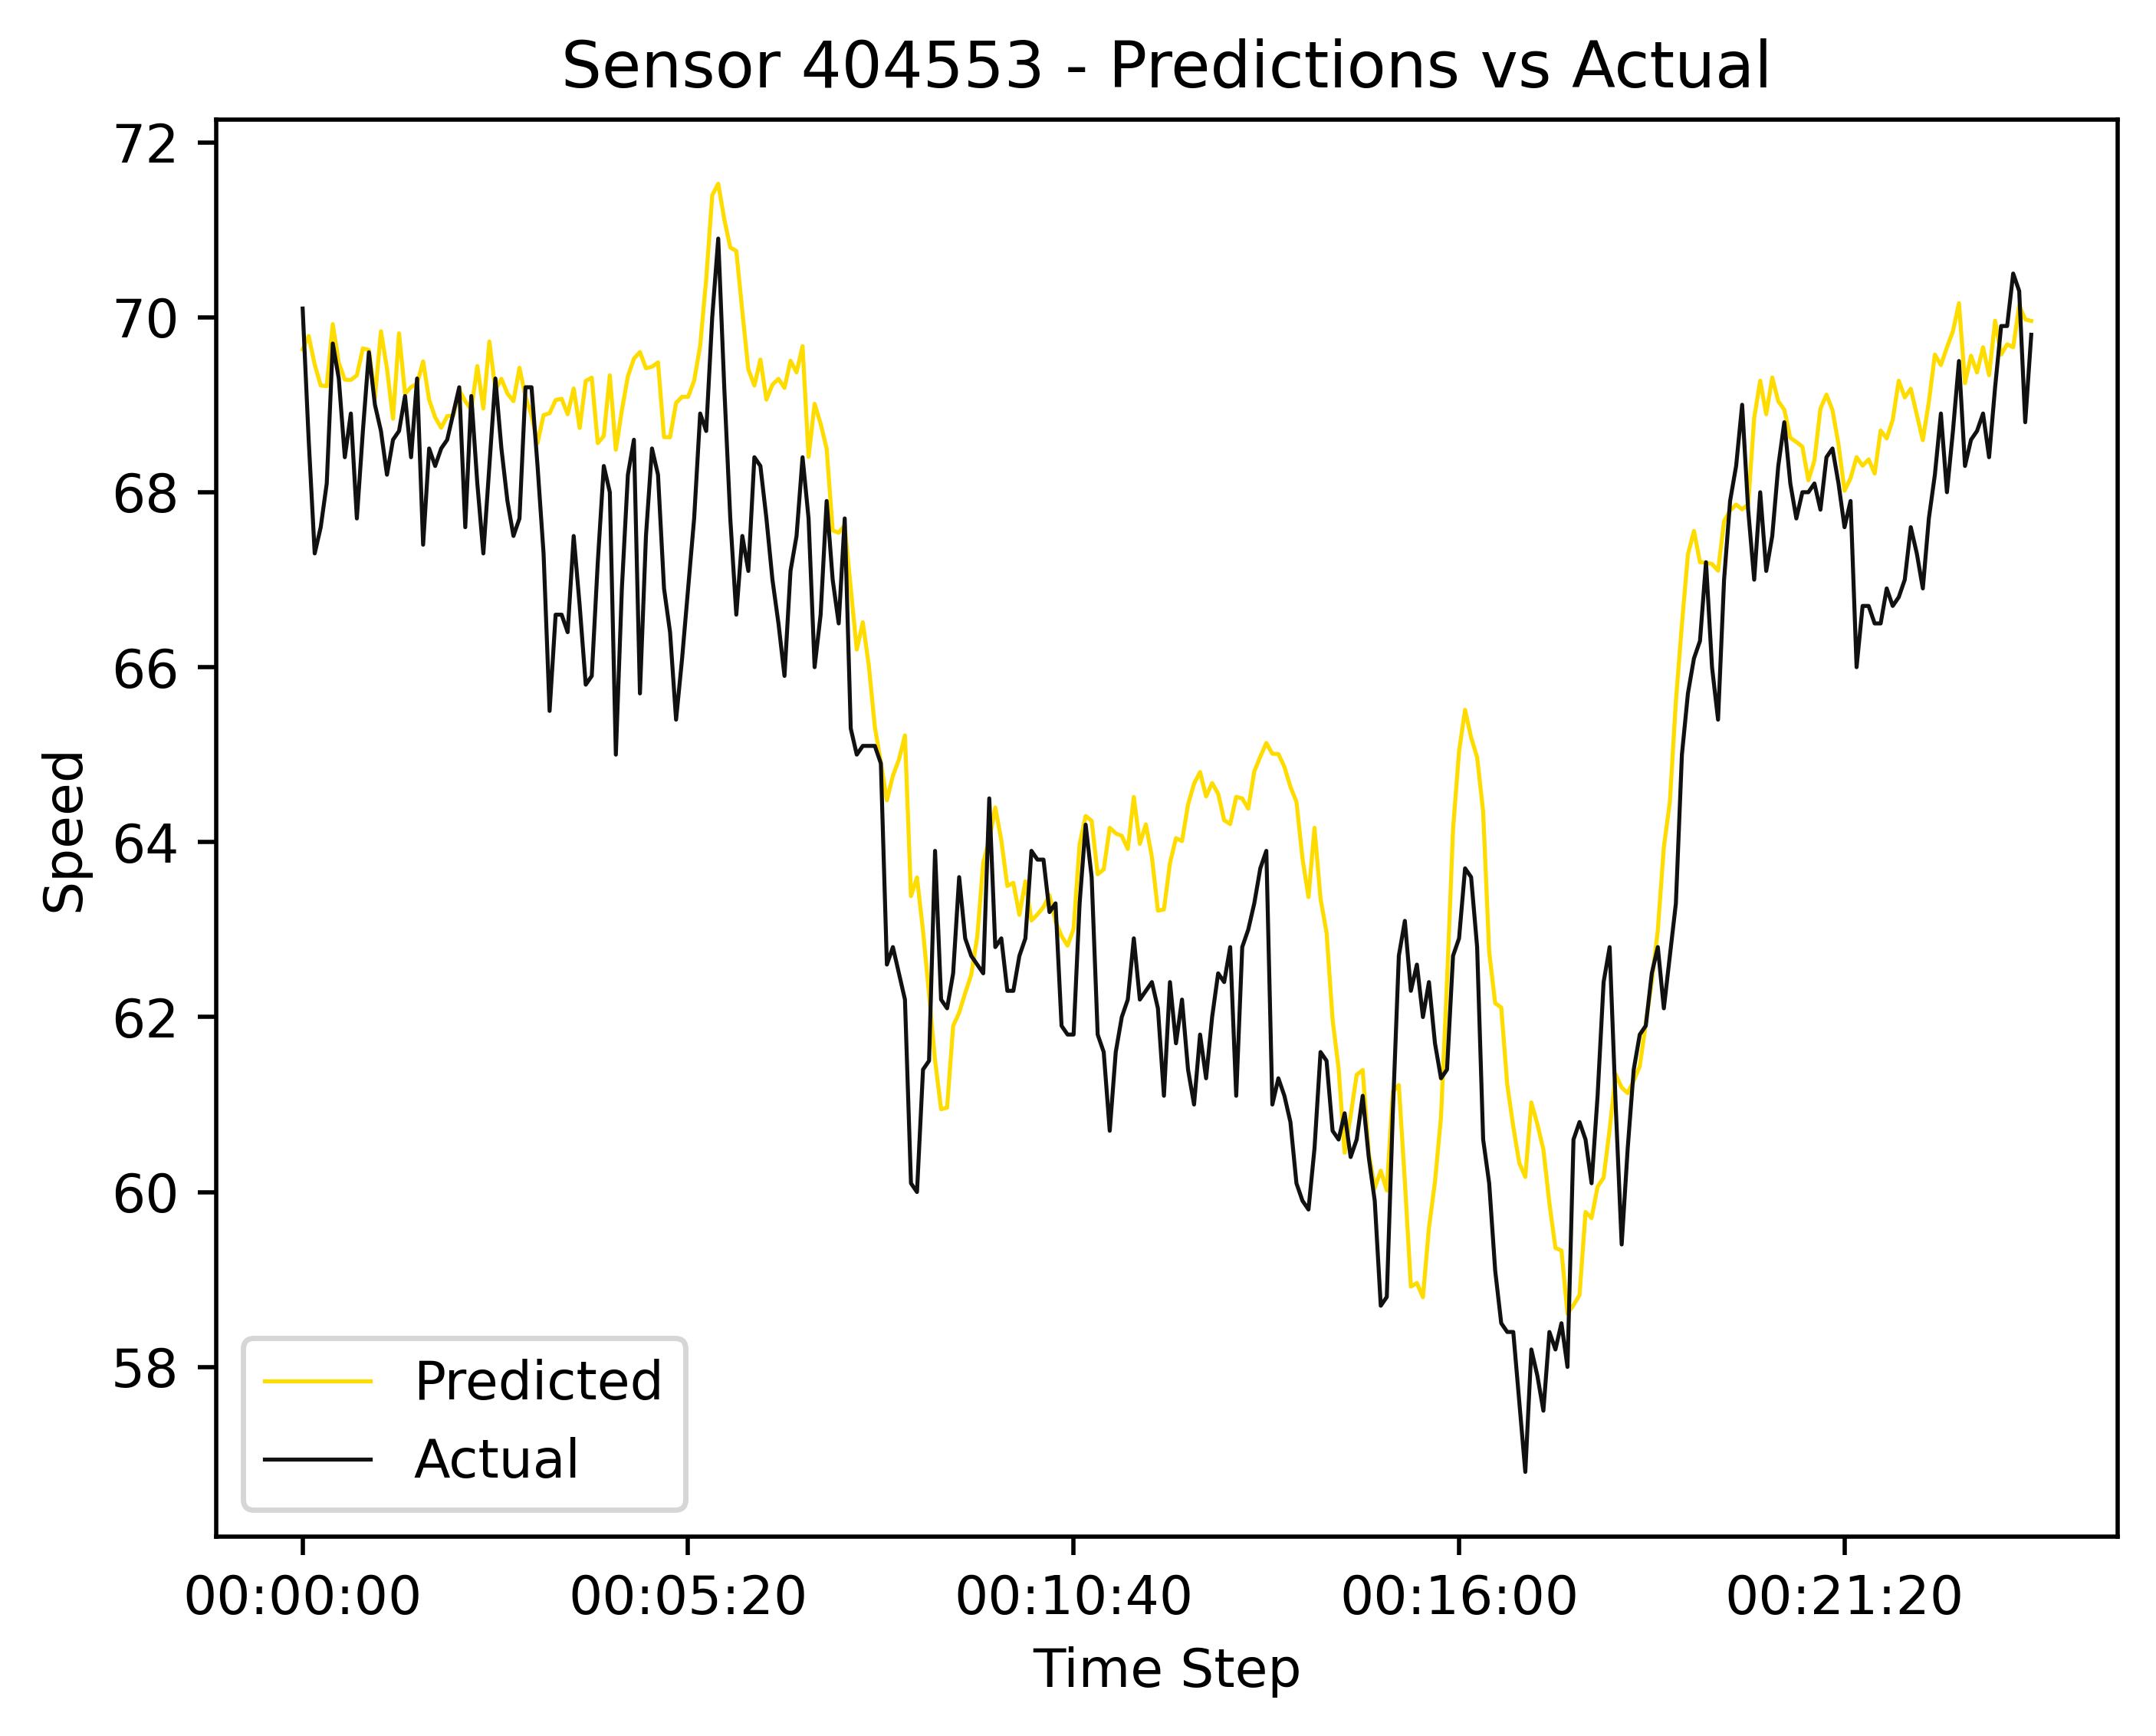 Sensor 404553 - Predictions vs Actual
72
70
68
66
64
62
60
58
Speed
Predicted
Actual
00:00:00 00:05:20 00:10:40 00:16:00 00:21:20
Time Step